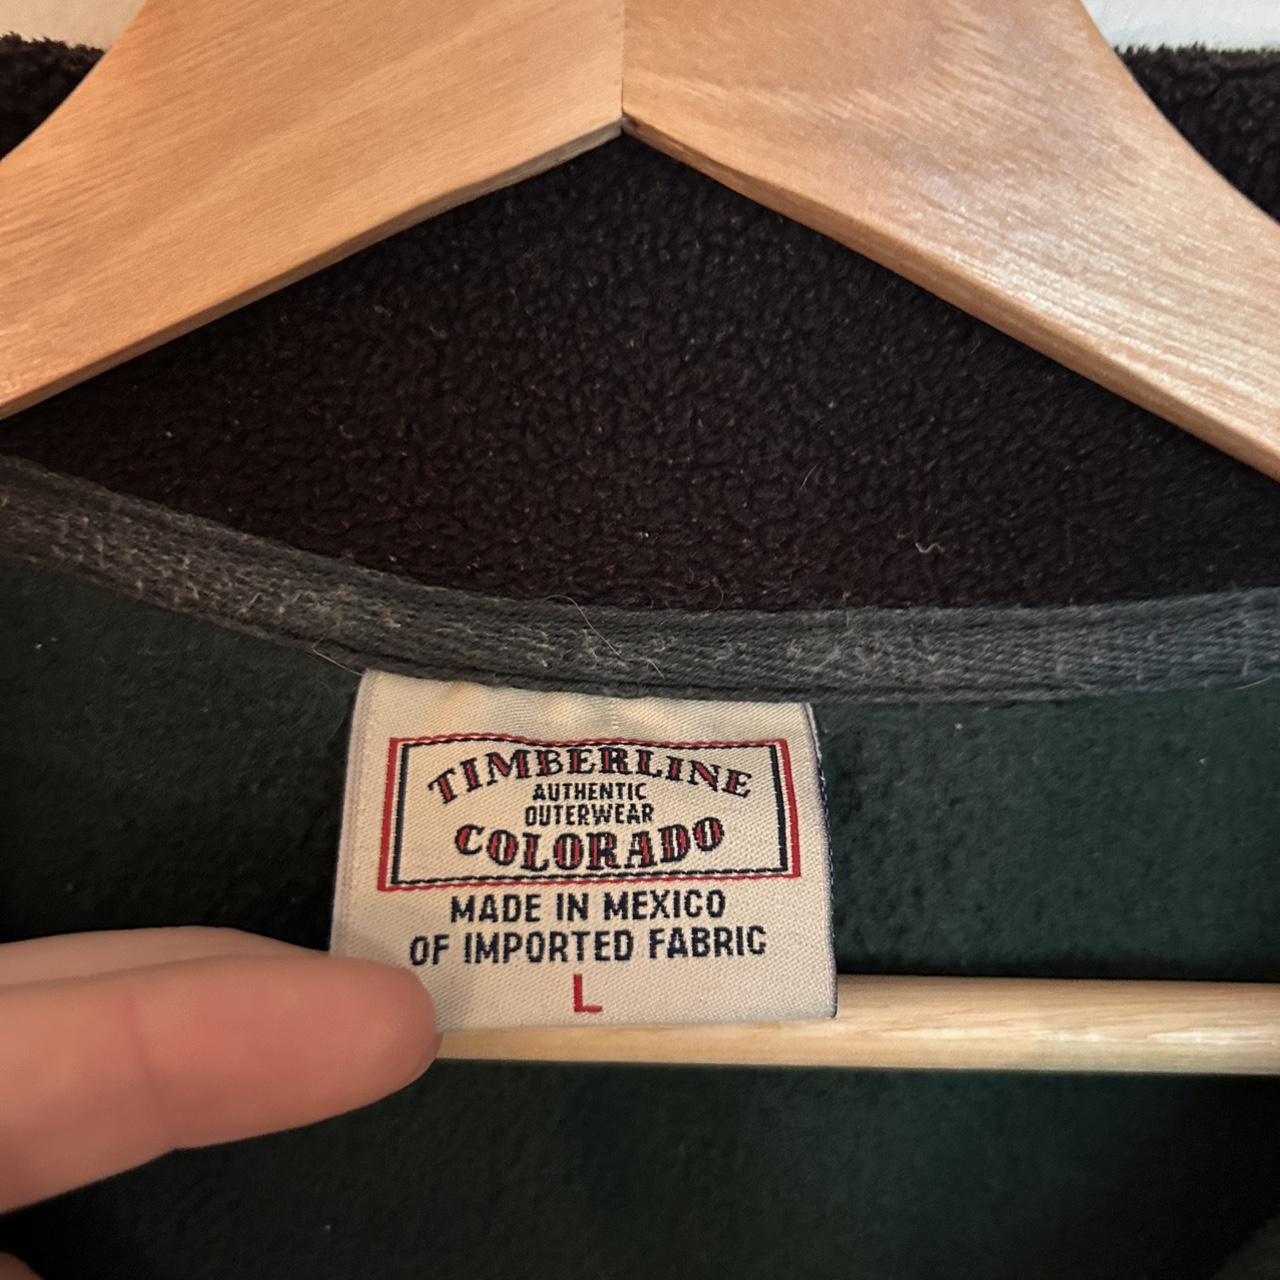 TIMBERLINE
AUTHENTIC
OUTERWEAR
COLORADO
MADE IN MEXICO
OF IMPORTED FABRIC
L